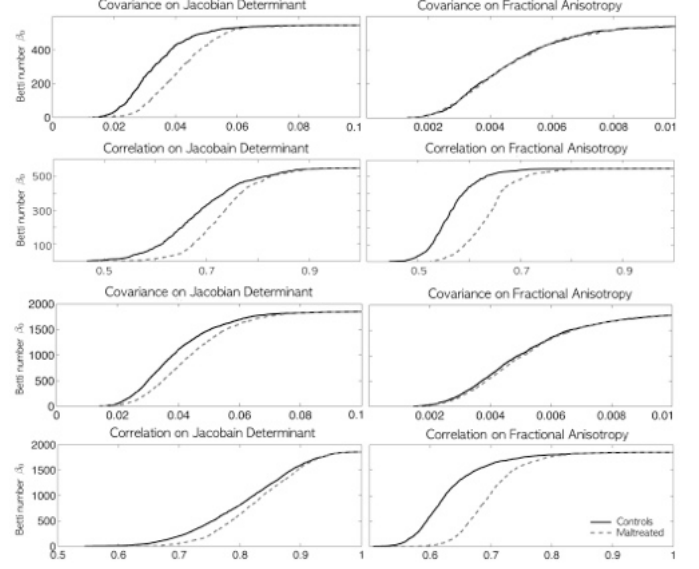 Covariance on Jacobian Determinant
Covariance on Fractional Anisotropy
Betti number β₀
400
200
0
0 0.02 0.04 0.06 0.08 0.1
0.002 0.004 0.006 0.008 0.01
Correlation on Jacobain Determinant
Correlation on Fractional Anisotropy
Betti number β₀
500
300
100
0.5 0.7 0.9
0.5 0.7 0.9
Covariance on Jacobian Determinant
Covariance on Fractional Anisotropy
Betti number β₀
2000
1500
1000
500
0
0 0.02 0.04 0.06 0.08 0.1
0.002 0.004 0.006 0.008 0.01
Correlation on Jacobain Determinant
Correlation on Fractional Anisotropy
Betti number β₀
2000
1500
1000
500
0
Controls
Maltreated
0.5 0.6 0.7 0.8 0.9 1
0.6 0.7 0.8 0.9 1